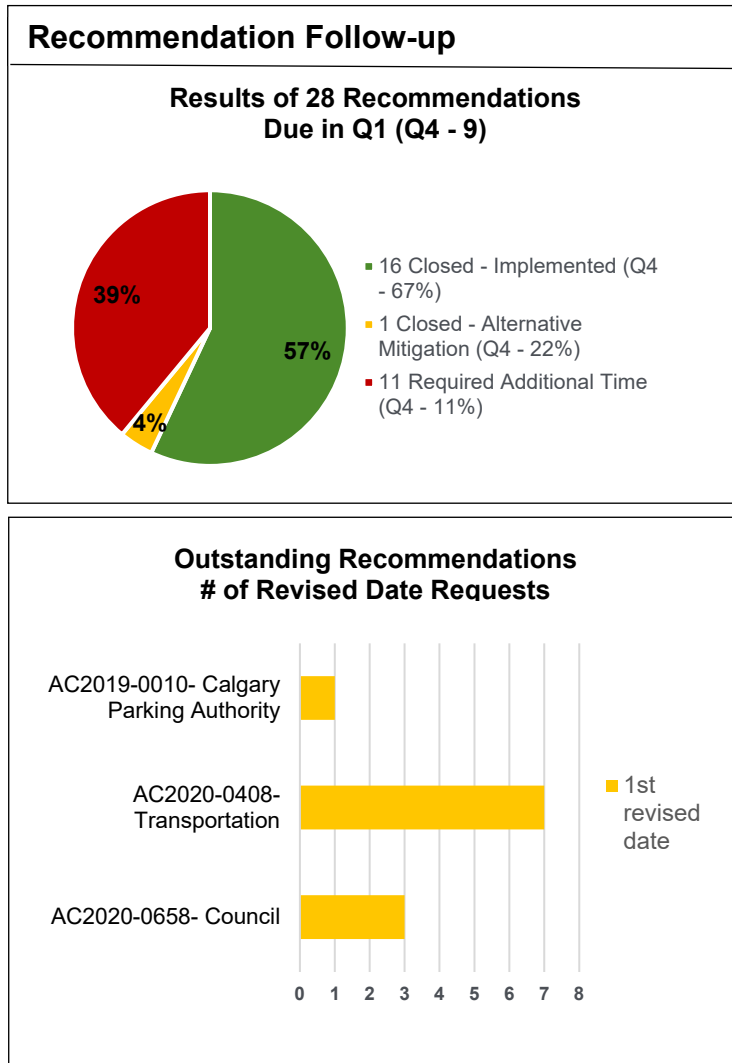 Recommendation Follow-up
Results of 28 Recommendations
Due in Q1 (Q4 - 9)
39%
57%
4%
16 Closed - Implemented (Q4
- 67%)
1 Closed - Alternative
Mitigation (Q4 - 22%)
11 Required Additional Time
(Q4 - 11%)
Outstanding Recommendations
# of Revised Date Requests
AC2019-0010- Calgary
Parking Authority
AC2020-0408-
Transportation
AC2020-0658- Council
1st
revised
date
0 1 2 3 4 5 6 7 8